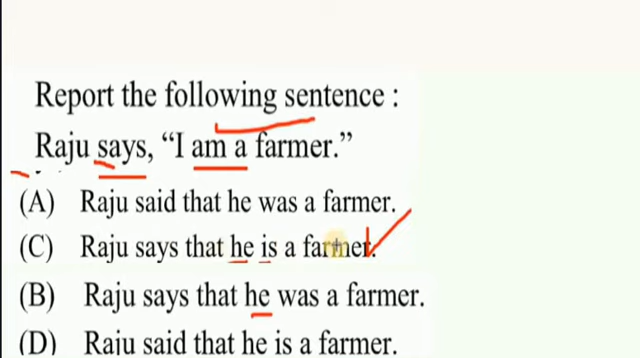 Report the following sentence :
Raju says, “I am a farmer.”
(A) Raju said that he was a farmer.
(C) Raju says that he is a farmer.
(B) Raju says that he was a farmer.
(D) Raju said that he is a farmer.